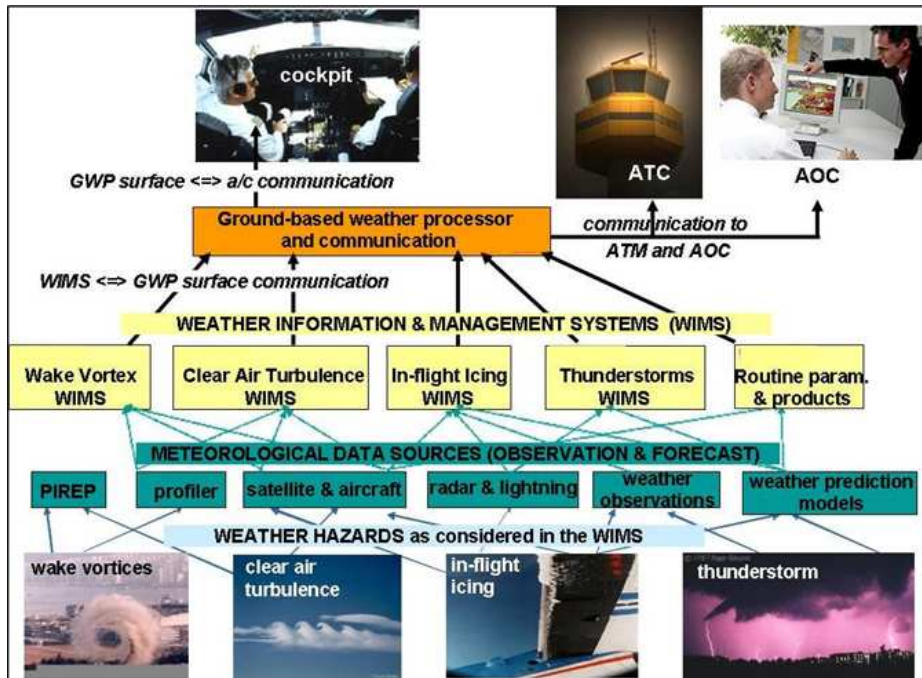 cockpit
ATC
AOC
GWP surface <=> a/c communication
Ground-based weather processor
and communication
communication to
ATM and AOC
WIMS <=> GWP surface communication
WEATHER INFORMATION & MANAGEMENT SYSTEMS (WIMS)
Wake Vortex
WIMS
Clear Air Turbulence
WIMS
In-flight Icing
WIMS
Thunderstorms
WIMS
Routine param.
& products
METEOROLOGICAL DATA SOURCES (OBSERVATION & FORECAST)
PIREP
profiler
satellite & aircraft
radar & lightning
weather
observations
weather prediction
models
WEATHER HAZARDS as considered in the WIMS
wake vortices
clear air
turbulence
in-flight
icing
thunderstorm